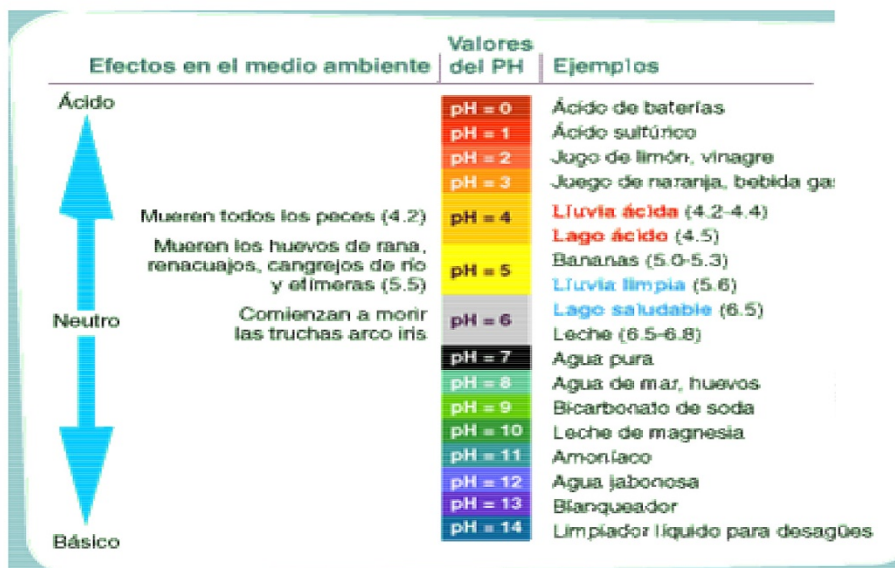 Efectos en el medio ambiente
Valores
del PH
Ejemplos
Ácido
pH = 0 Ácido de baterías
pH = 1 Ácido sulfúrico
pH = 2 Jugo de limón, vinagre
pH = 3 Juego de naranja, bebida gas
Mueren todos los peces (4.2)
pH = 4
Lluvia ácida (4.2-4.4)
Lago ácido (4.5)
Mueren los huevos de rana,
renacuajos, cangrejos de río
y efímeras (5.5)
pH = 5
Bananas (5.0-5.3)
Lluvia limpia (5.6)
Neutro
Comienzan a morir
las truchas arco iris
pH = 6
Lago saludable (6.5)
Leche (6.5-6.8)
pH = 7 Agua pura
pH = 8 Agua de mar, huevos
pH = 9 Bicarbonato de soda
pH = 10 Leche de magnesia
pH = 11 Amoníaco
pH = 12 Agua jabonosa
pH = 13 Blanqueador
pH = 14 Limpiador líquido para desagües
Básico